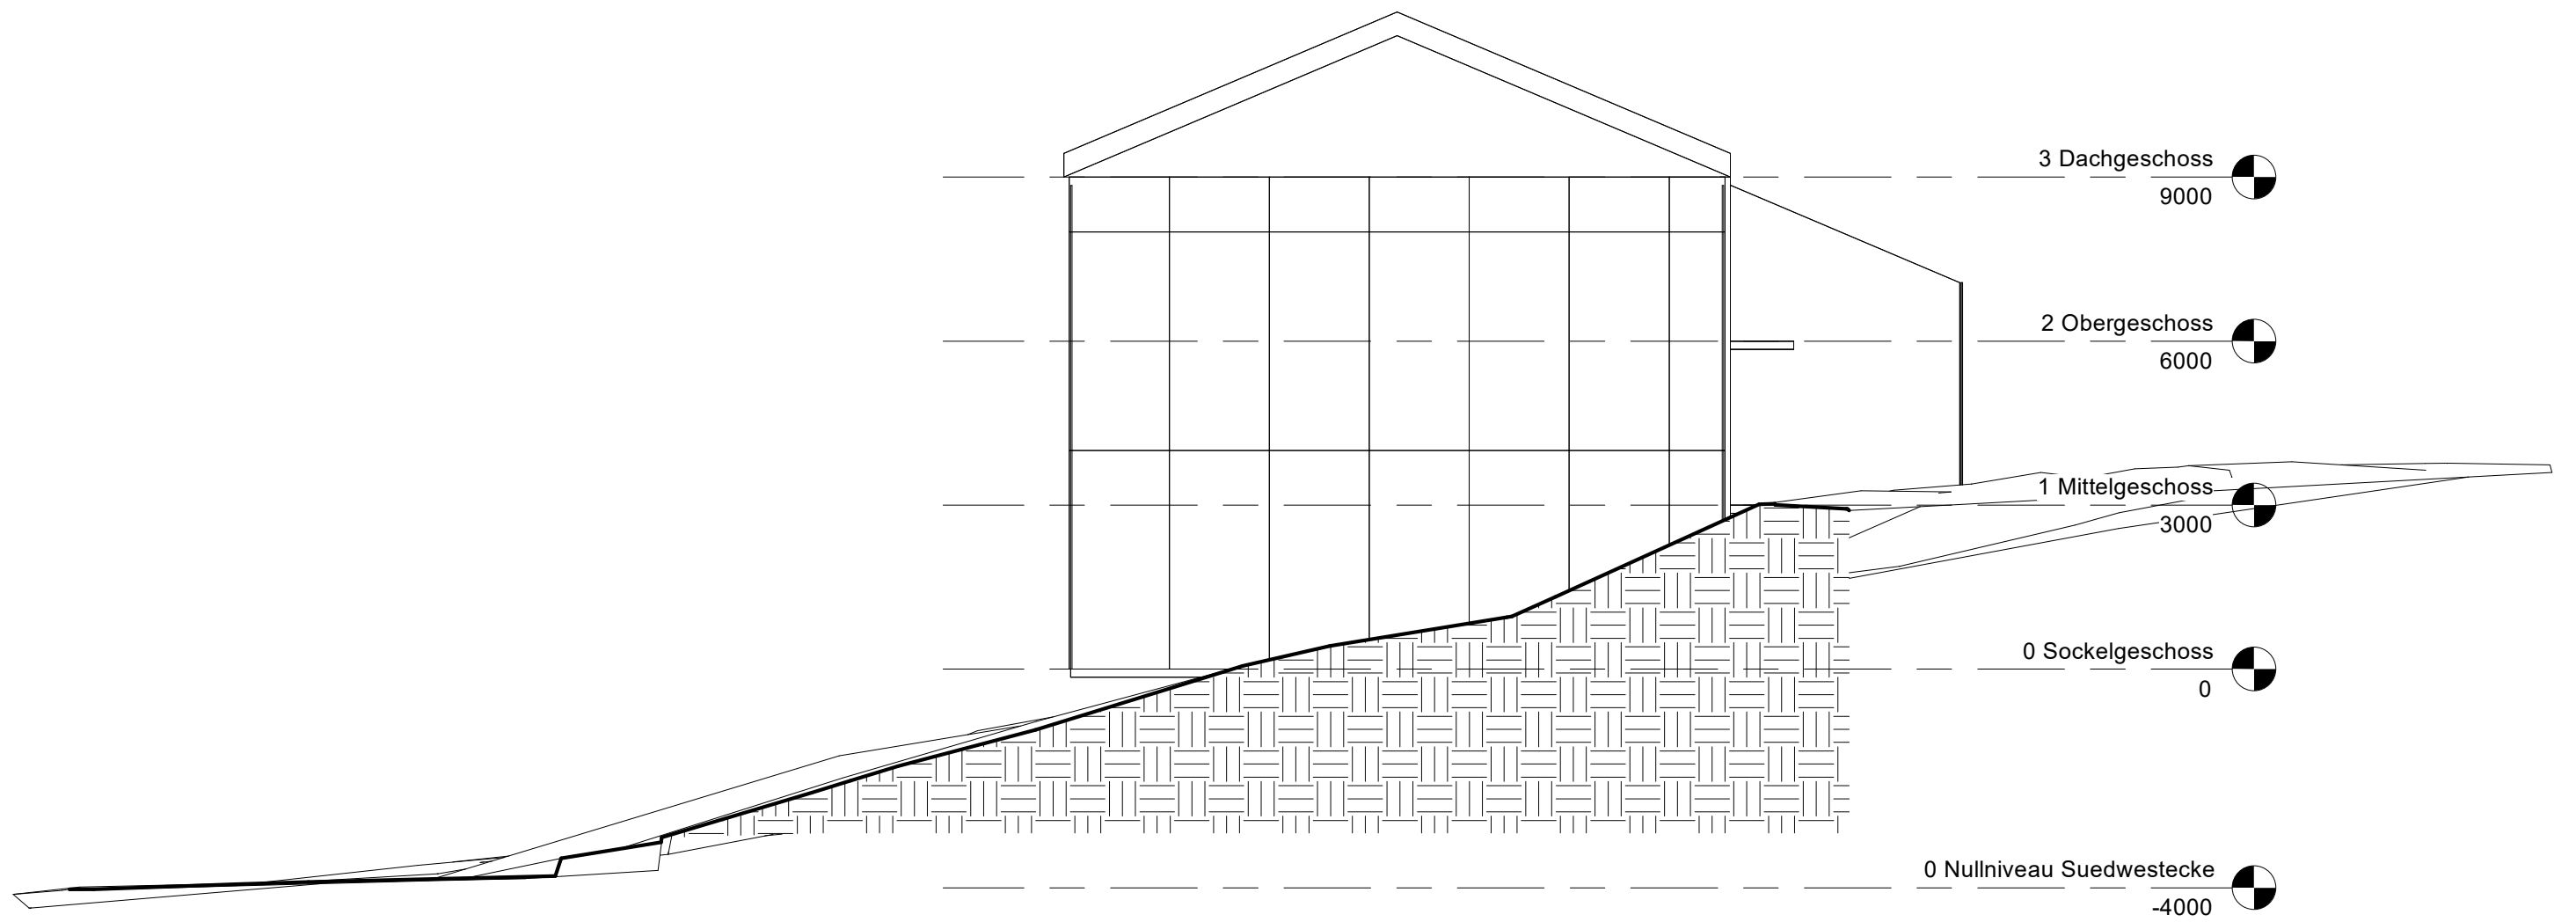 3 Dachgeschoss
9000
2 Obergeschoss
6000
1 Mittelgeschoss
3000
0 Sockelgeschoss
0
0 Nullniveau Suedwestecke
-4000